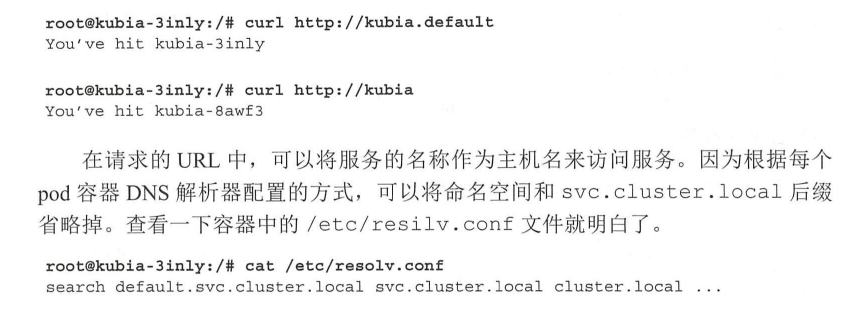 root@kubia-3inly:/# curl http://kubia.default
You've hit kubia-3inly
root@kubia-3inly:/# curl http://kubia
You've hit kubia-8awf3
在请求的 URL 中，可以将服务的名称作为主机名来访问服务。因为根据每个
pod 容器 DNS 解析器配置的方式，可以将命名空间和 svc.cluster.local 后缀
省略掉。查看一下容器中的 /etc/resilv.conf 文件就明白了。
root@kubia-3inly:/# cat /etc/resolv.conf
search default.svc.cluster.local svc.cluster.local cluster.local ...